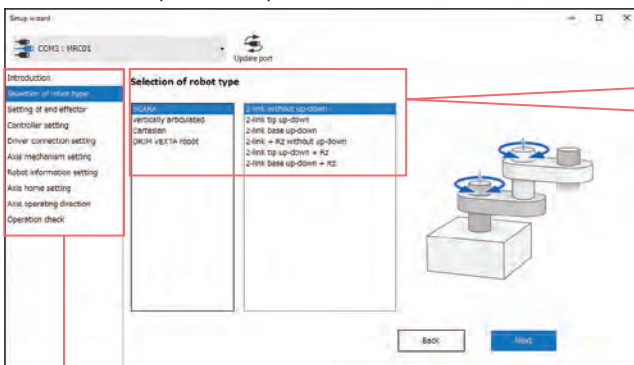 Setup wizard
COM3 : MRC01
Update port
Introduction
Selection of robot type
Setting of end effector
Controller setting
Driver connection setting
Axis mechanism setting
Robot information setting
Axis home setting
Axis operating direction
Operation check
Selection of robot type
SCARA
Vertically articulated
Cartesian
DRIM VEXTA robot
2-link without up-down
2-link tip up-down
2-link base up-down
2-link + Rz without up-down
2-link tip up-down + Rz
2-link base up-down + Rz
Back
Next